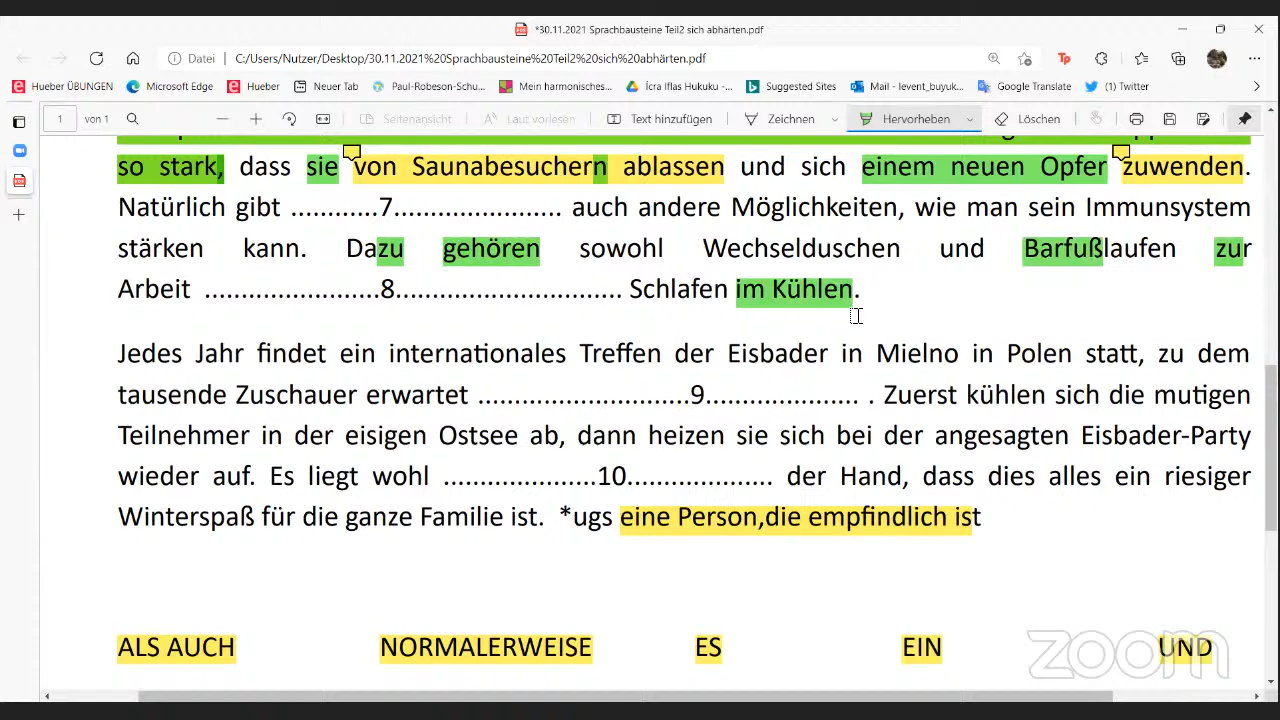 *30.11.2021 Sprachbausteine Teil2 sich abhärten.pdf
Datei C:/Users/Nutzer/Desktop/30.11.2021%20Sprachbausteine%20Teil2%20sich%20abhärten.pdf
Hueber ÜBUNGEN Microsoft Edge Hueber Neuer Tab Paul-Robeson-Schu... Mein harmonisches... İcra Iflas Hukuku -... Suggested Sites Mail - levent_buyuk... Google Translate (1) Twitter
1 von 1 Seitenansicht Laut vorlesen Text hinzufügen Zeichnen Hervorheben Löschen
so stark, dass sie von Saunabesuchern ablassen und sich einem neuen Opfer zuwenden.
Natürlich gibt ............7...................... auch andere Möglichkeiten, wie man sein Immunsystem
stärken kann. Dazu gehören sowohl Wechselduschen und Barfußlaufen zur
Arbeit ........................8............................... Schlafen im Kühlen.
Jedes Jahr findet ein internationales Treffen der Eisbader in Mielno in Polen statt, zu dem
tausende Zuschauer erwartet .............................9..................... . Zuerst kühlen sich die mutigen
Teilnehmer in der eisigen Ostsee ab, dann heizen sie sich bei der angesagten Eisbader-Party
wieder auf. Es liegt wohl .....................10.................... der Hand, dass dies alles ein riesiger
Winterspaß für die ganze Familie ist. *ugs eine Person,die empfindlich ist
ALS AUCH NORMALERWEISE ES EIN UND
zoom